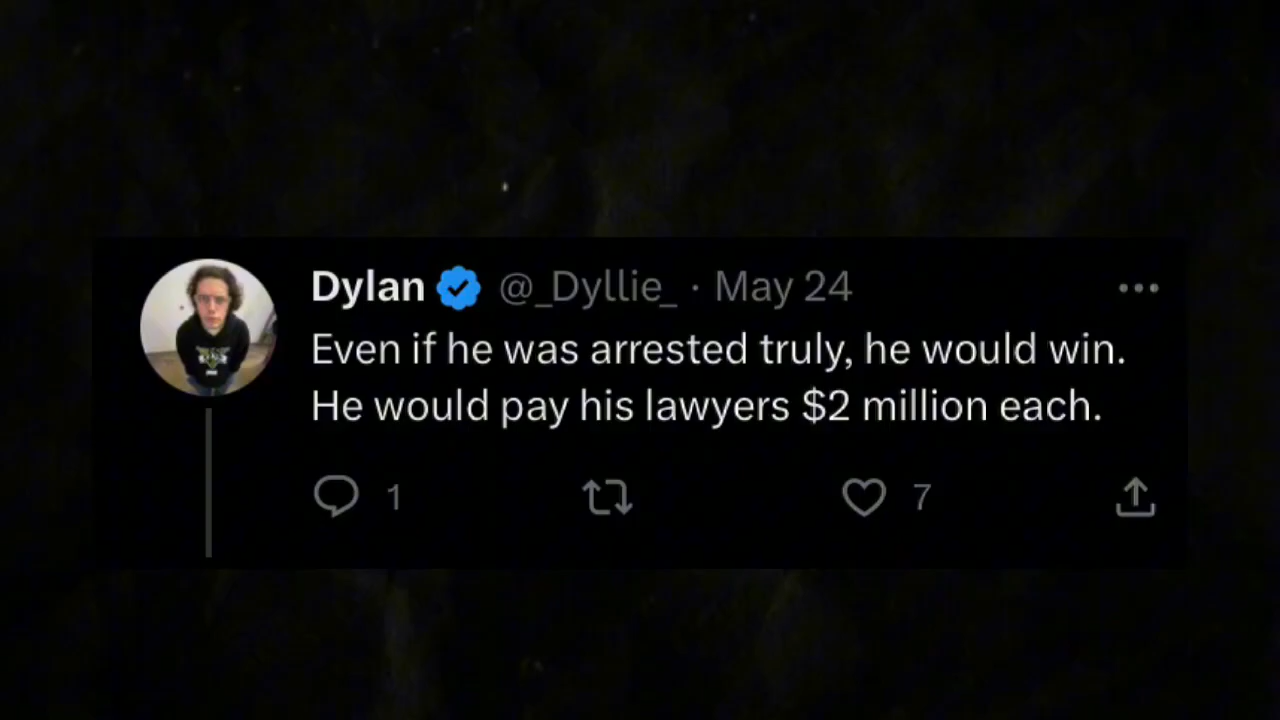 Dylan @_Dyllie_ · May 24
Even if he was arrested truly, he would win.
He would pay his lawyers $2 million each.
1 7